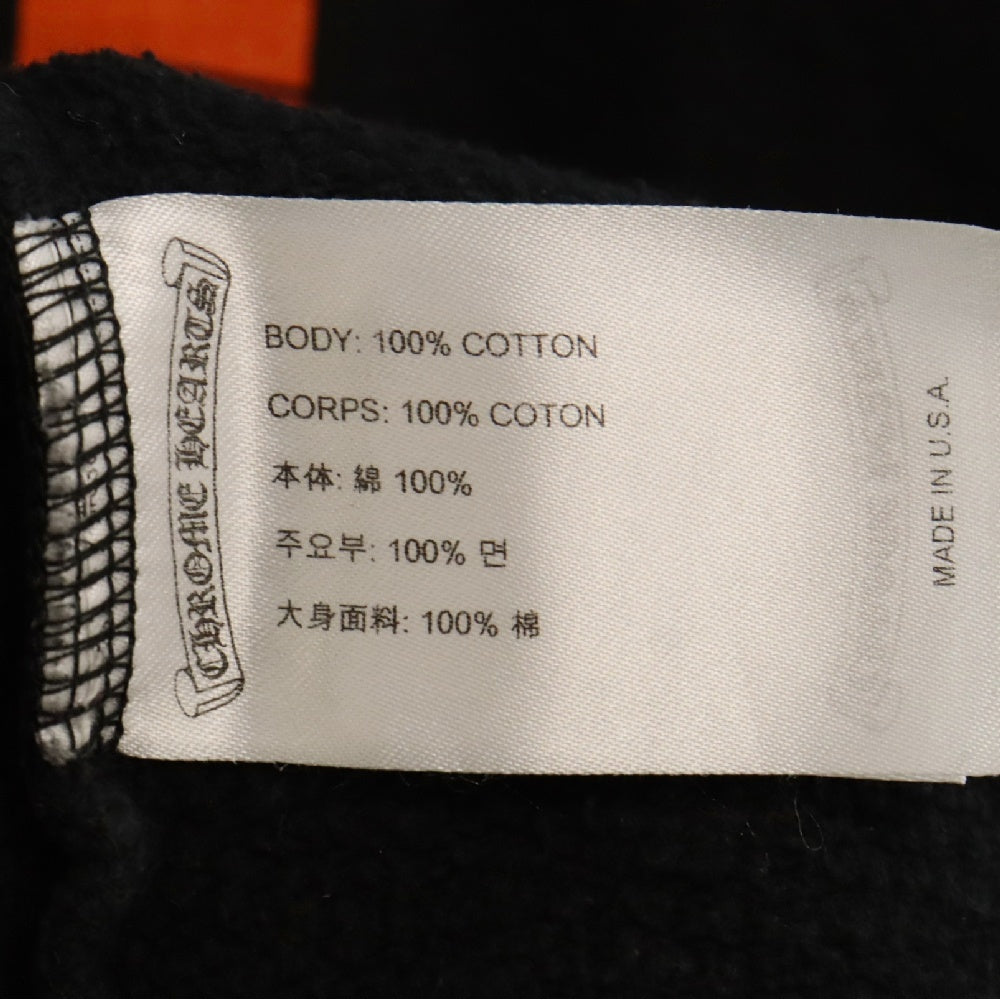 CHROME HEARTS
BODY: 100% COTTON
CORPS: 100% COTON
本体: 綿 100%
주요부: 100% 면
大身面料: 100% 棉
MADE IN U.S.A.